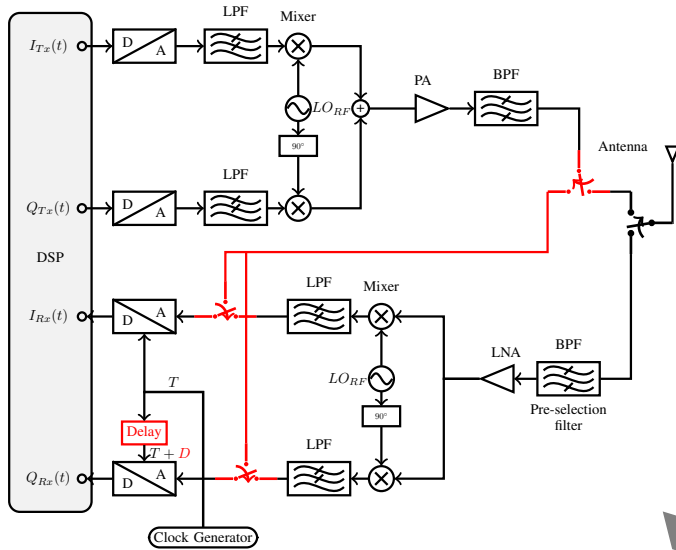 LPF
Mixer
I_{Tx}(t)
D
A
PA
BPF
LO_{RF}
+
90°
Antenna
LPF
Q_{Tx}(t)
D
A
DSP
LPF
Mixer
I_{Rx}(t)
D
A
LNA
BPF
T
LO_{RF}
90°
Pre-selection
filter
Delay
LPF
T + D
Q_{Rx}(t)
D
A
Clock Generator